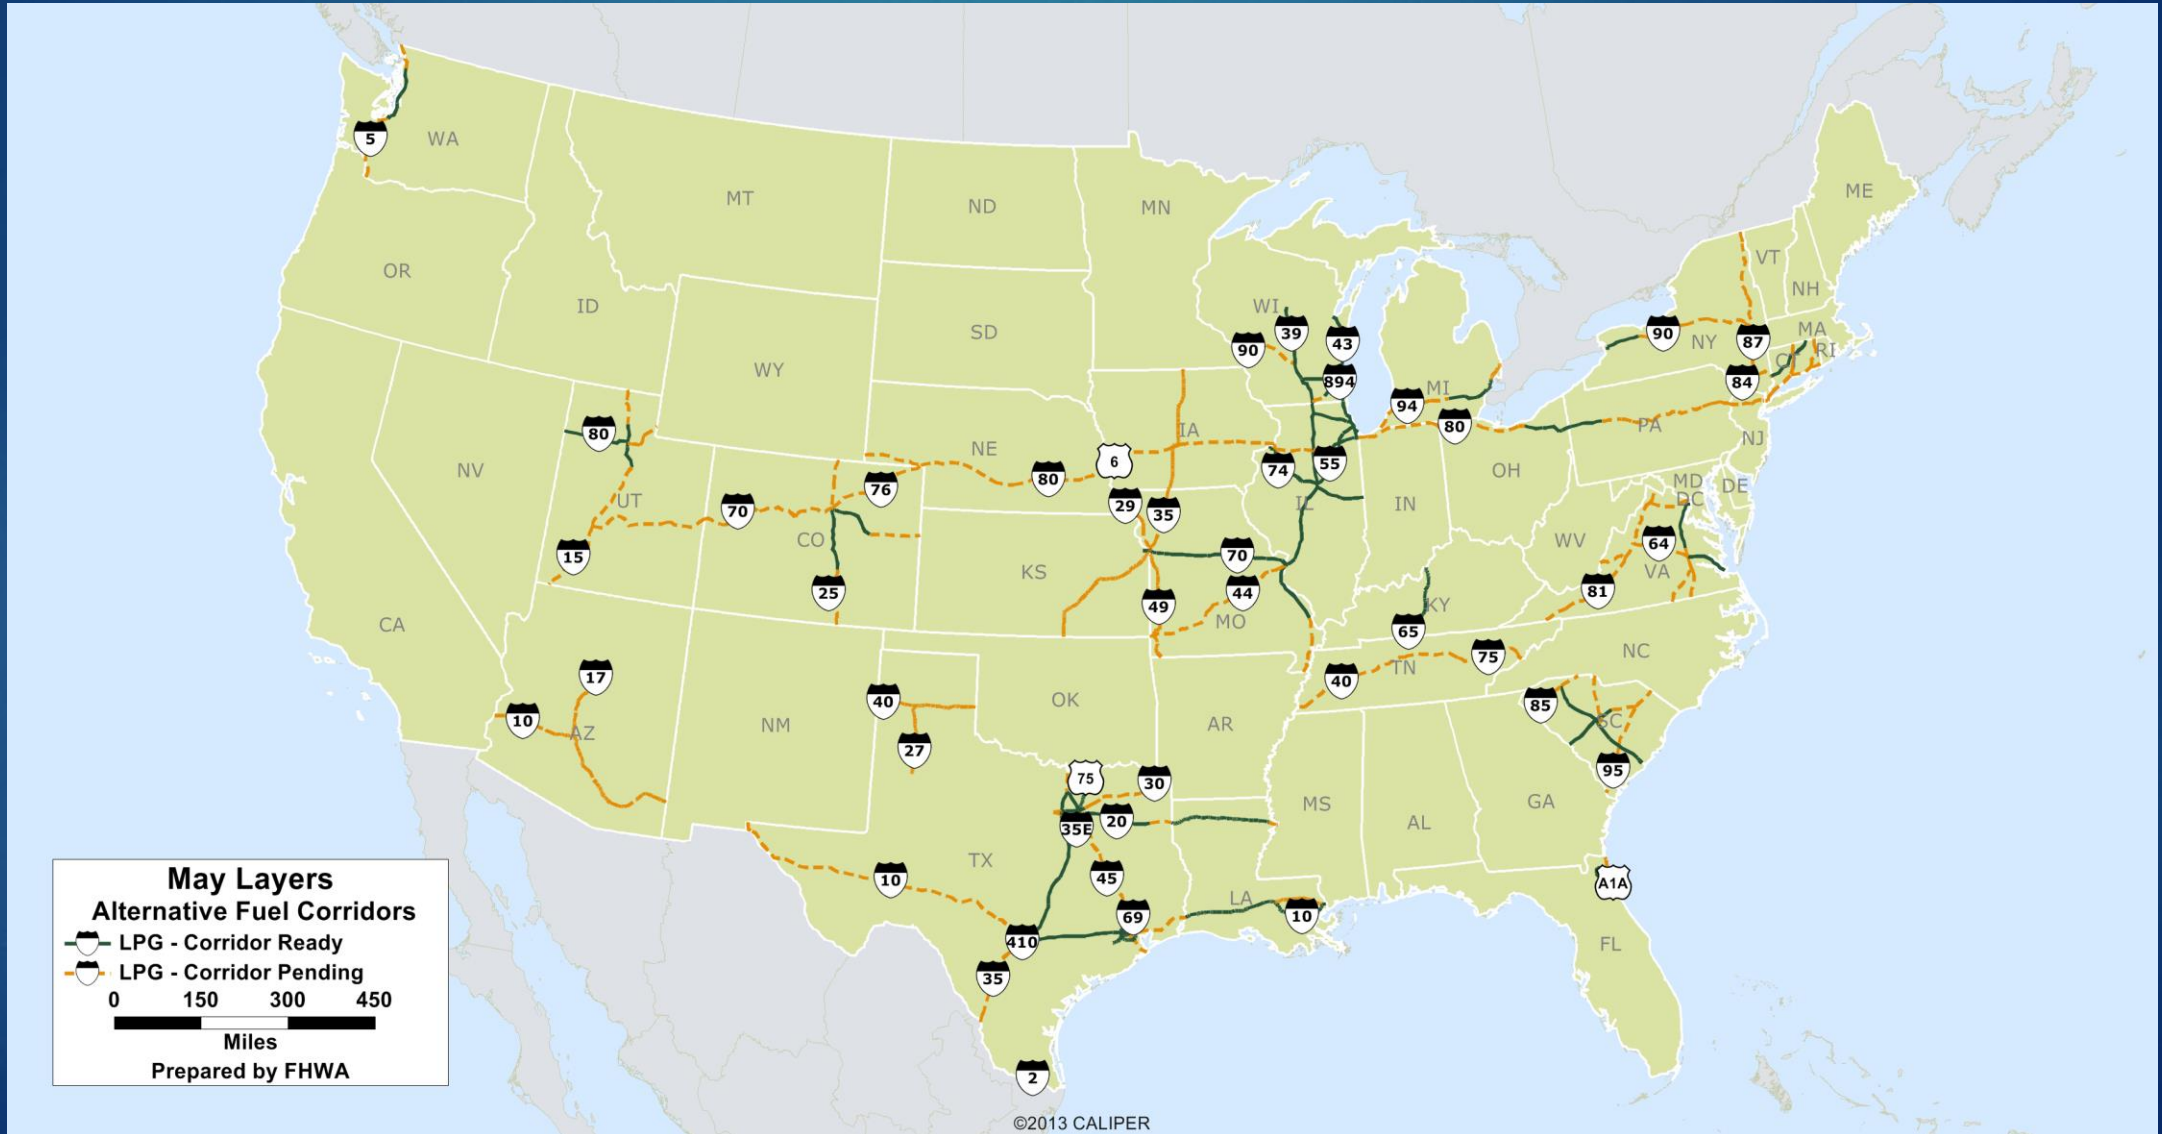 5
WA
MT
ND
MN
ME
OR
ID
SD
WI
VT
NH
WY
39
43
90
90
87
NY
MA
RI
CT
894
84
MI
94
80
80
IA
NE
6
80
76
74
55
PA
NJ
NV
UT
70
OH
IN
IL
MD
DE
DC
29
35
CO
15
KS
70
64
WV
VA
25
49
44
MO
81
KY
65
CA
NC
75
TN
40
17
10
AZ
NM
40
OK
AR
85
SC
27
75
30
95
35E
20
MS
AL
GA
TX
10
45
A1A
LA
69
10
410
FL
35
2
May Layers
Alternative Fuel Corridors
LPG - Corridor Ready
LPG - Corridor Pending
0 150 300 450
Miles
Prepared by FHWA
©2013 CALIPER